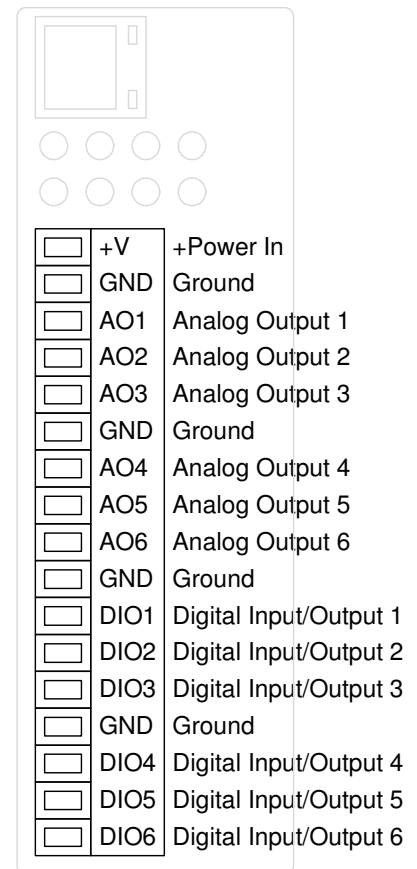 +V +Power In
GND Ground
AO1 Analog Output 1
AO2 Analog Output 2
AO3 Analog Output 3
GND Ground
AO4 Analog Output 4
AO5 Analog Output 5
AO6 Analog Output 6
GND Ground
DIO1 Digital Input/Output 1
DIO2 Digital Input/Output 2
DIO3 Digital Input/Output 3
GND Ground
DIO4 Digital Input/Output 4
DIO5 Digital Input/Output 5
DIO6 Digital Input/Output 6